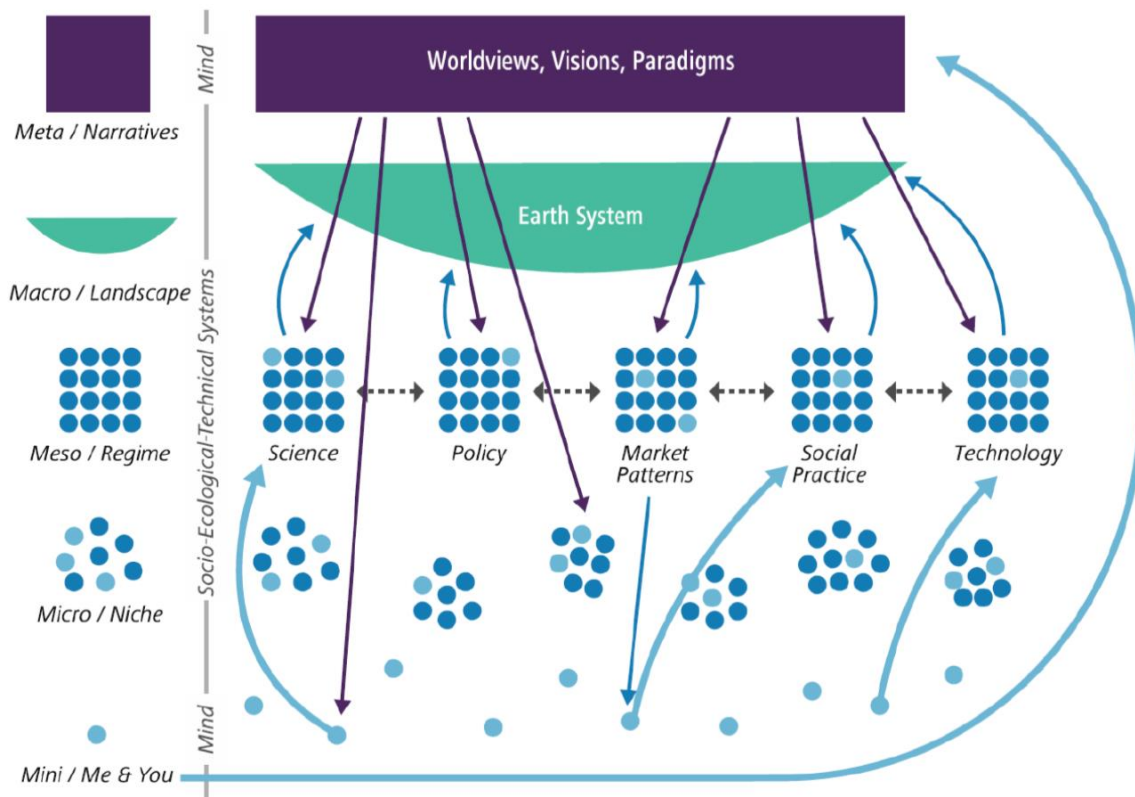 Worldviews, Visions, Paradigms
Mind
Meta / Narratives
Earth System
Macro / Landscape
Socio-Ecological-Technical Systems
Meso / Regime
Science
Policy
Market
Patterns
Social
Practice
Technology
Micro / Niche
Mind
Mini / Me & You